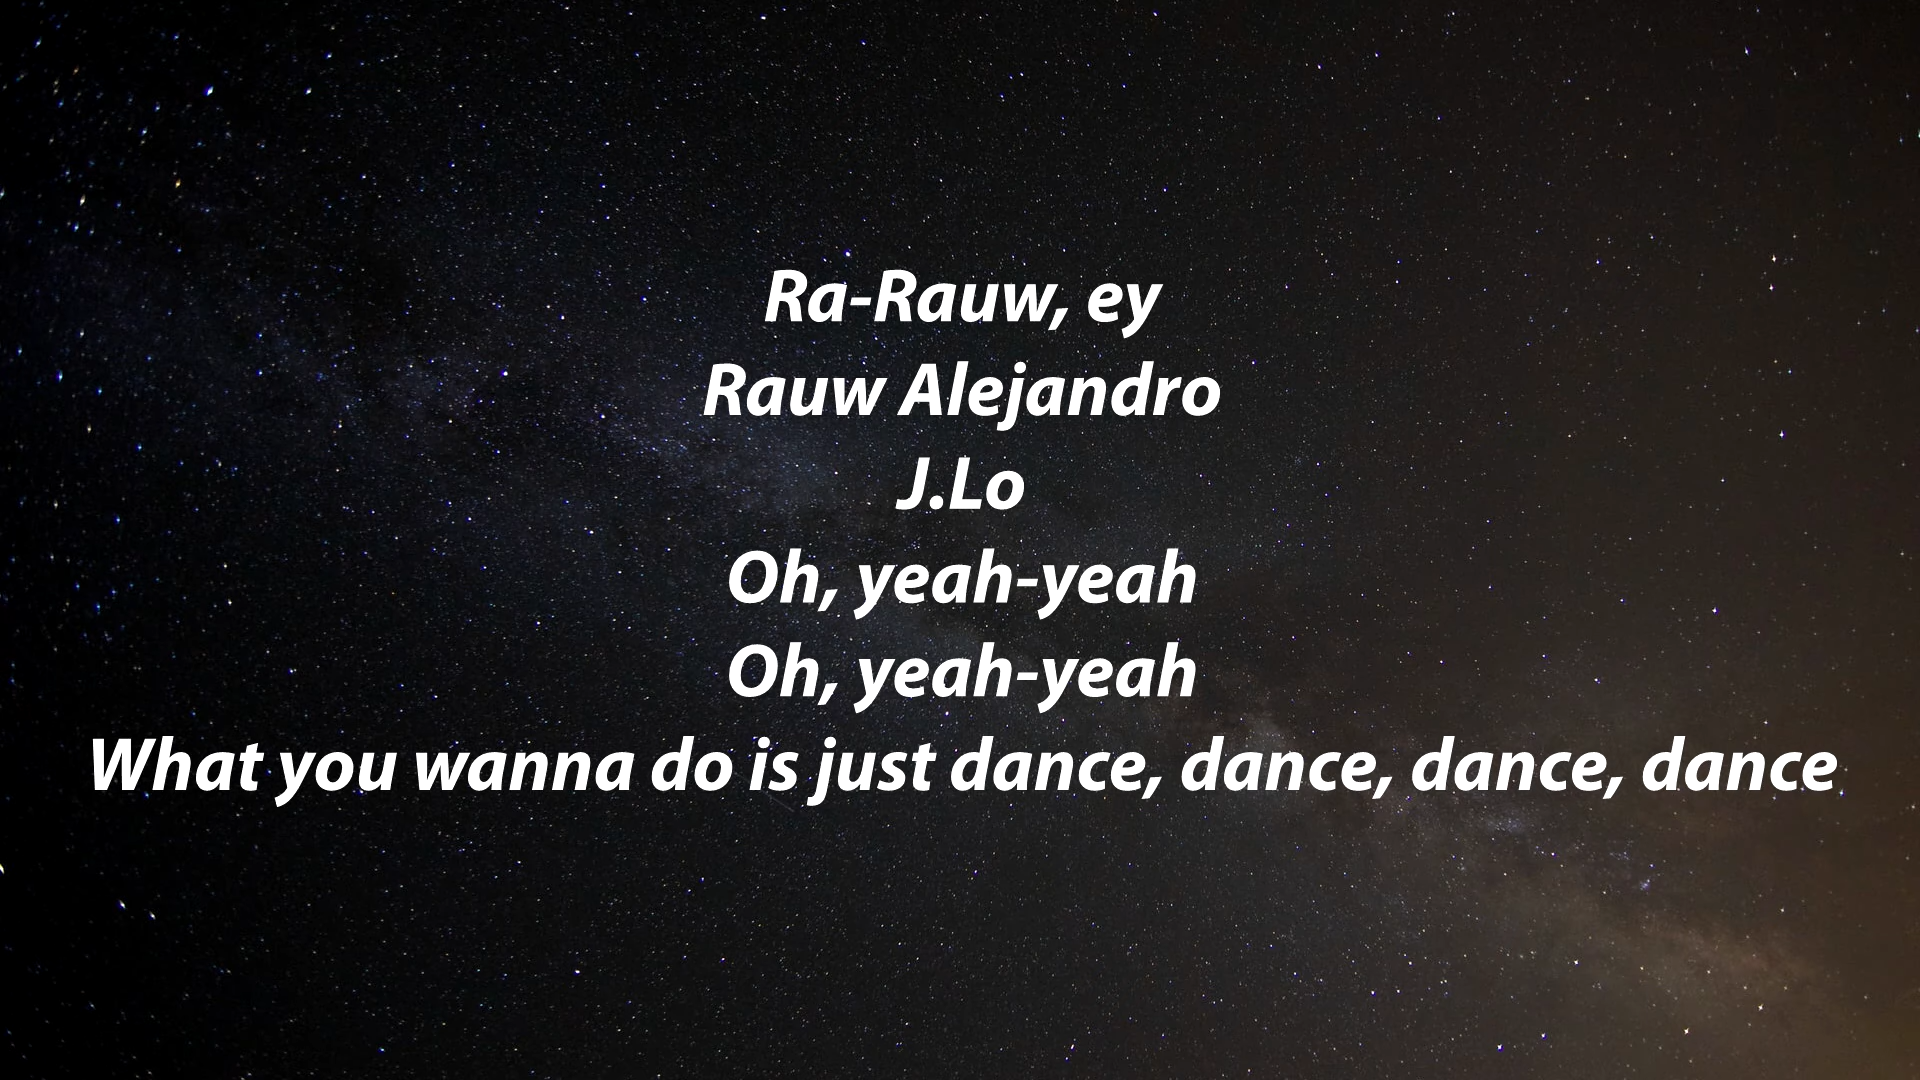 Ra-Rauw, ey
Rauw Alejandro
J.Lo
Oh, yeah-yeah
Oh, yeah-yeah
What you wanna do is just dance, dance, dance, dance